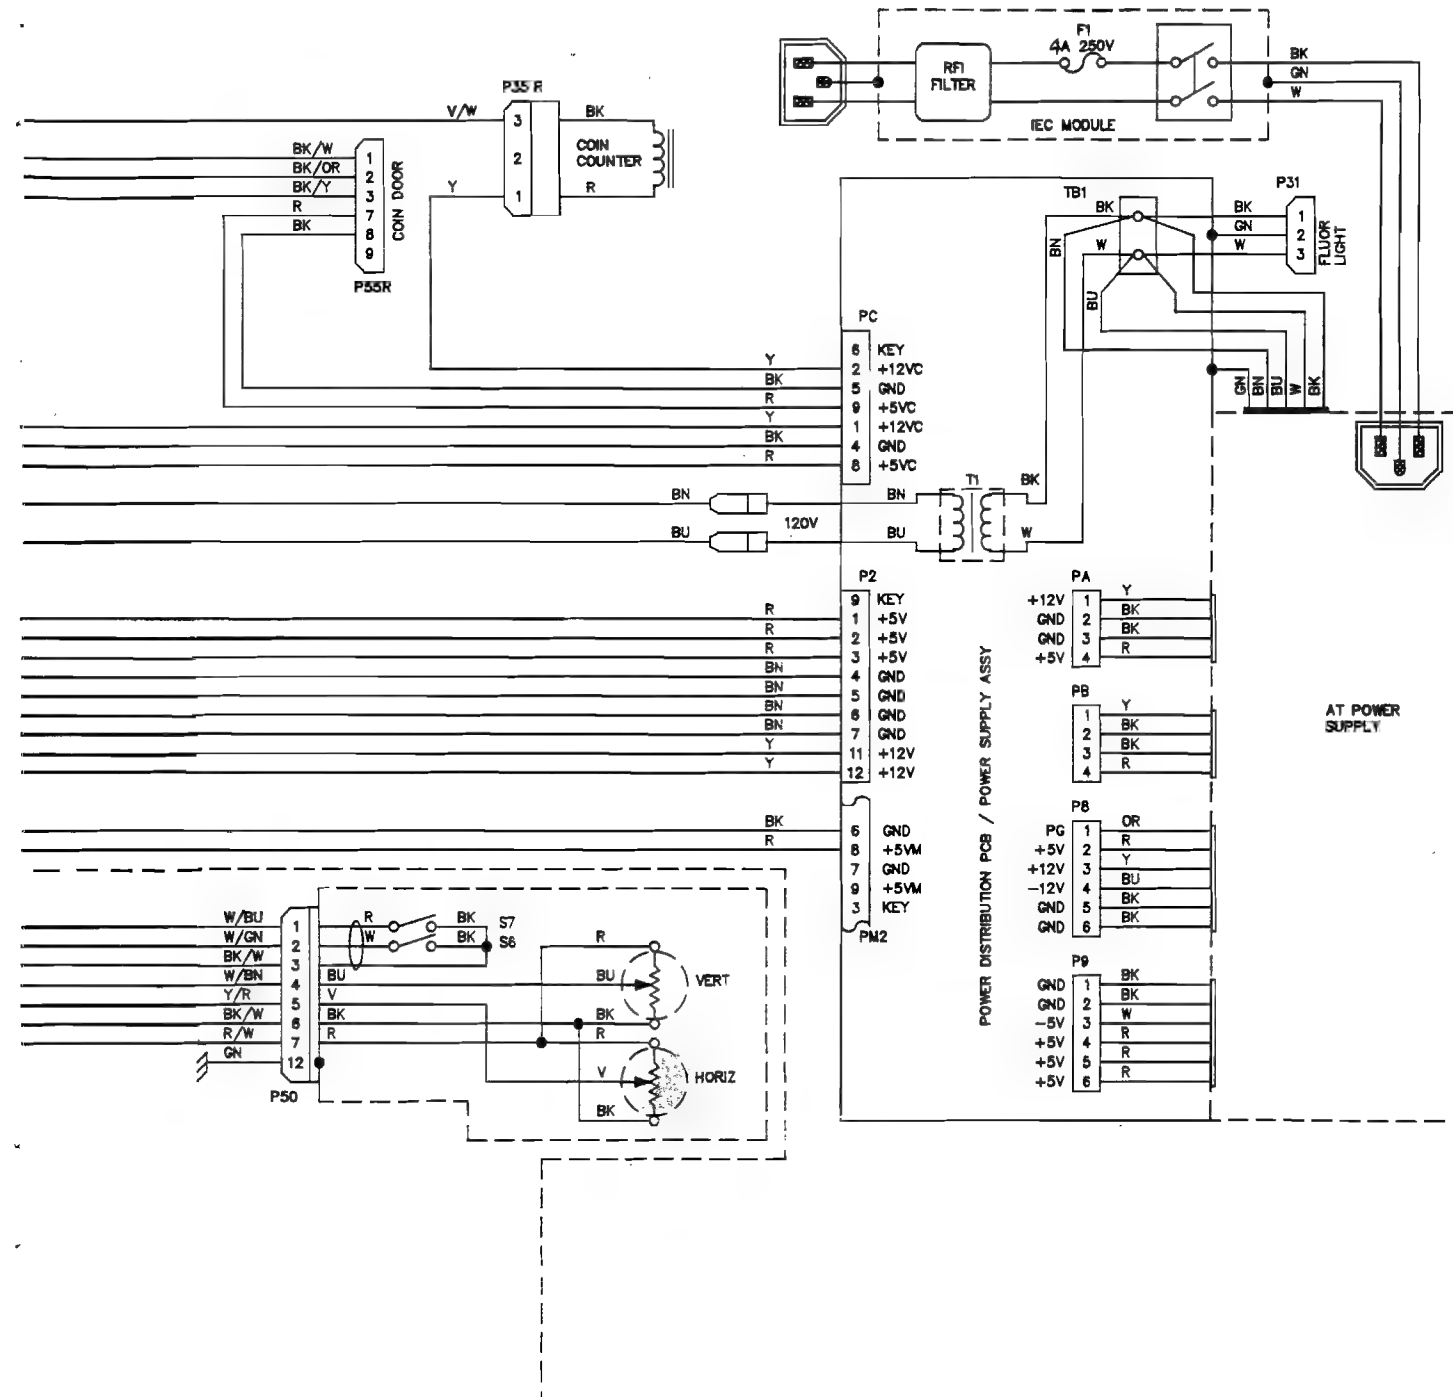 F1
4A 250V
RFI
FILTER
IEC MODULE
BK
GN
W
P35R
V/W
3
BK
2
COIN
COUNTER
Y
1
R
BK/W
1
BK/OR
2
BK/Y
3
R
7
BK
8
9
COIN DOOR
P55R
TB1
P31
BK
BK
1
GN
2
W
W
3
FLUOR
LIGHT
BN
BU
GN
BN
BU
W
BK
PC
6 KEY
Y 2 +12VC
BK 5 GND
R 9 +5VC
Y 1 +12VC
BK 4 GND
R 8 +5VC
T1
BN
BN
BK
120V
BU
BU
W
P2
9 KEY
R 1 +5V
R 2 +5V
R 3 +5V
BN 4 GND
BN 5 GND
BN 6 GND
BN 7 GND
Y 11 +12V
Y 12 +12V
BK 6 GND
R 8 +5VM
7 GND
9 +5VM
3 KEY
PM2
POWER DISTRIBUTION PCB / POWER SUPPLY ASSY
PA
+12V 1 Y
GND 2 BK
GND 3 BK
+5V 4 R
PB
1 Y
2 BK
3 BK
4 R
P8
PG 1 OR
+5V 2 R
+12V 3 Y
-12V 4 BU
GND 5 BK
GND 6 BK
P9
GND 1 BK
GND 2 BK
-5V 3 W
+5V 4 R
+5V 5 R
+5V 6 R
AT POWER
SUPPLY
W/BU 1 R BK S7
W/GN 2 W BK S6
BK/W 3
W/BN 4 BU
Y/R 5 V
BK/W 6 BK
R/W 7 R
GN 12
P50
R
BU
VERT
BK
R
V
HORIZ
BK